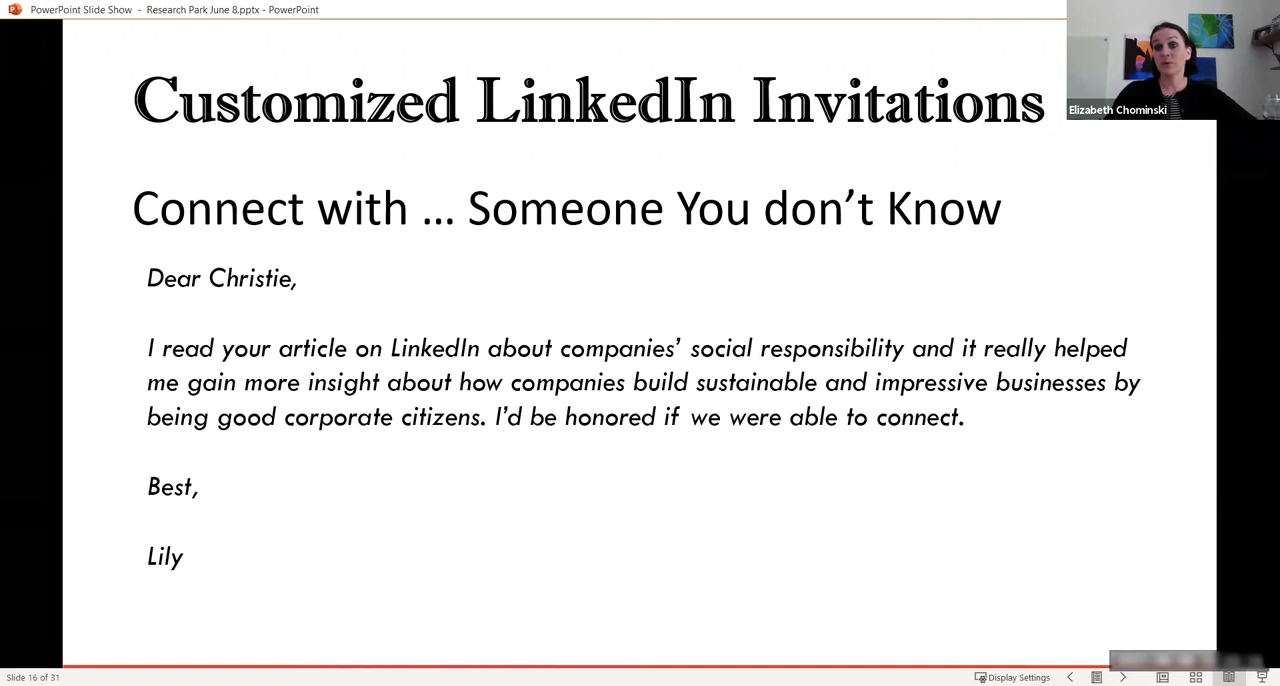 PowerPoint Slide Show - Research Park June 8.pptx - PowerPoint
Customized LinkedIn Invitations
Elizabeth Chominski
Connect with … Someone You don’t Know
Dear Christie,
I read your article on LinkedIn about companies’ social responsibility and it really helped
me gain more insight about how companies build sustainable and impressive businesses by
being good corporate citizens. I’d be honored if we were able to connect.
Best,
Lily
Slide 16 of 31
Display Settings